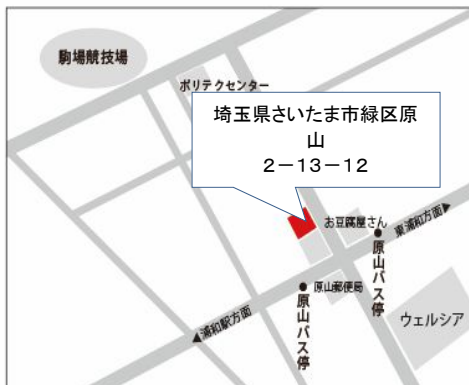 駒場競技場
ポリテクセンター
埼玉県さいたま市緑区原
山
2－13－12
お豆腐屋さん
東浦和方面▶
原山バス停
原山郵便局
原山バス停
◀浦和駅方面
ウェルシア